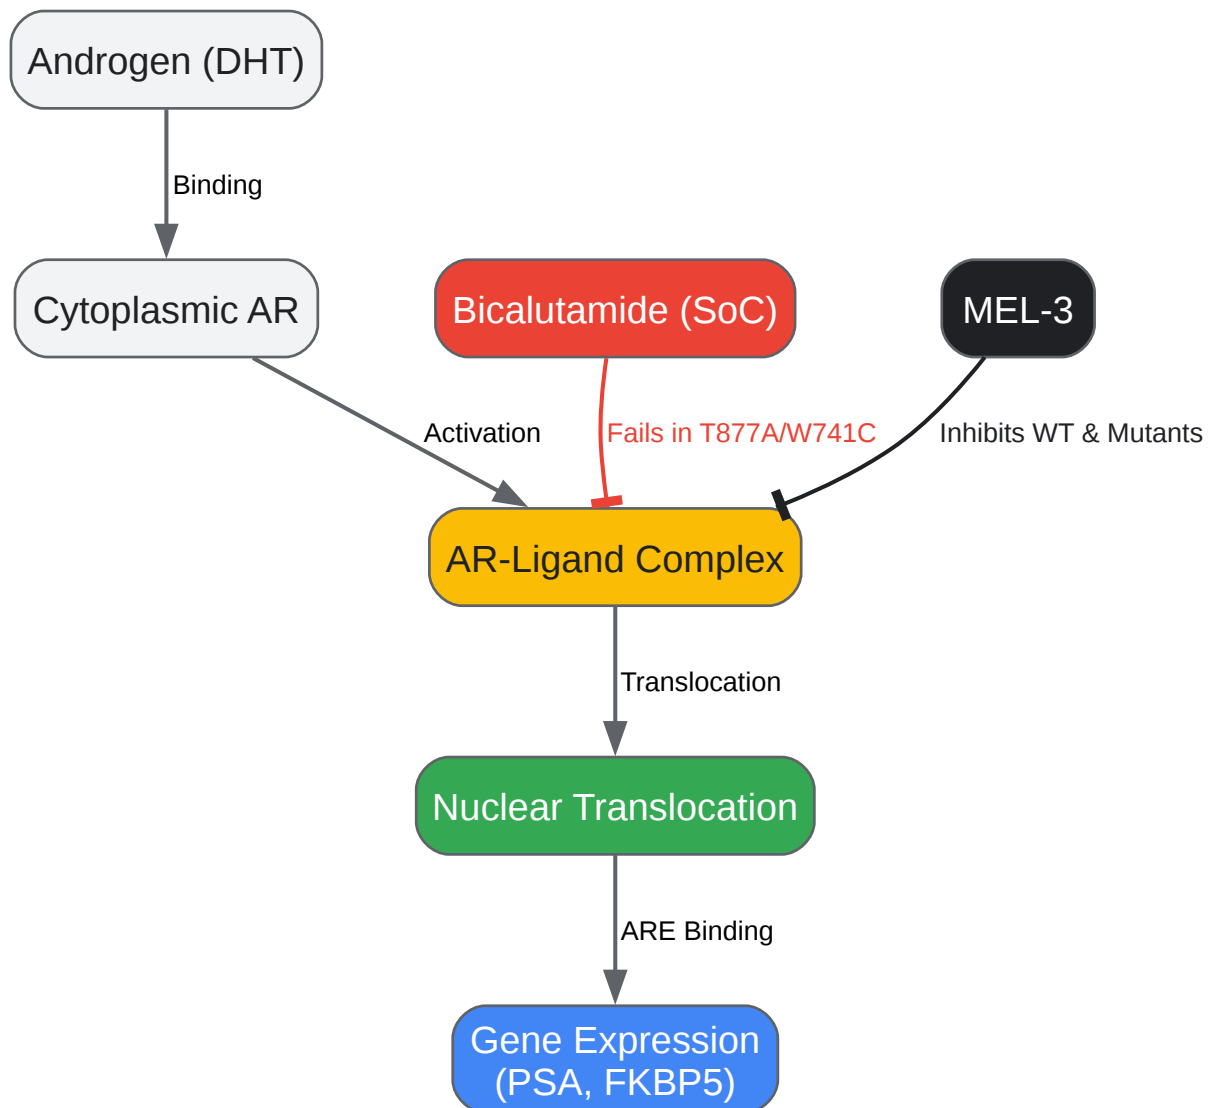 Androgen (DHT)
Binding
Cytoplasmic AR
Bicalutamide (SoC)
MEL-3
Activation
Fails in T877A/W741C
Inhibits WT & Mutants
AR-Ligand Complex
Translocation
Nuclear Translocation
ARE Binding
Gene Expression
(PSA, FKBP5)